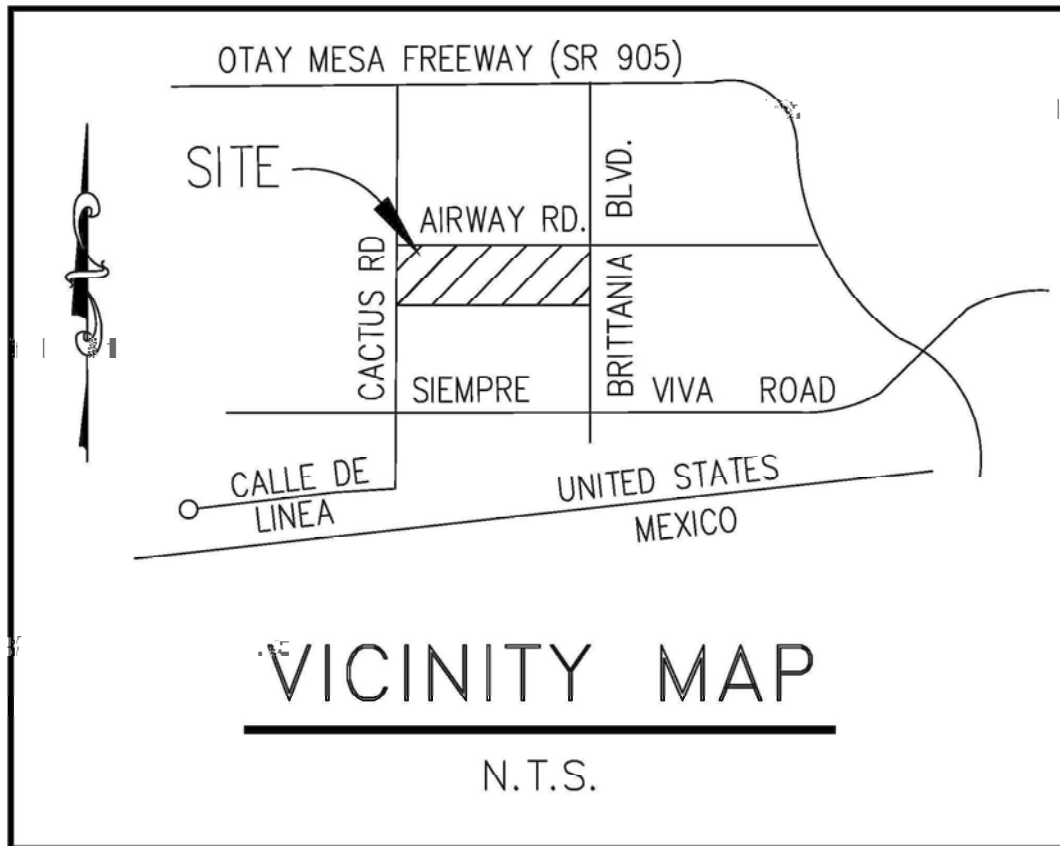 OTAY MESA FREEWAY (SR 905)
SITE
BLVD.
AIRWAY RD.
CACTUS RD
BRITTANIA
SIEMPRE VIVA ROAD
CALLE DE
LINEA
UNITED STATES
MEXICO
VICINITY MAP
N.T.S.